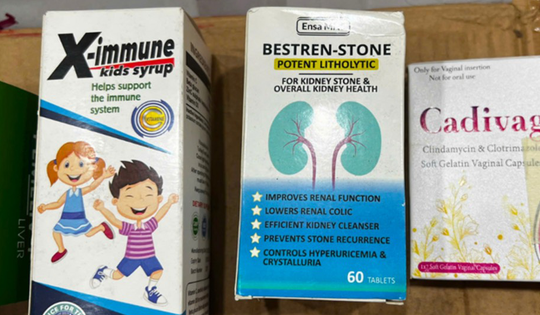 X-immune
kids syrup
Helps support
the immune
system
LIVER
Ensa
BESTREN-STONE
POTENT LITHOLYTIC
FOR KIDNEY STONE &
OVERALL KIDNEY HEALTH
IMPROVES RENAL FUNCTION
LOWERS RENAL COLIC
EFFICIENT KIDNEY CLEANSER
PREVENTS STONE RECURRENCE
CONTROLS HYPERURICEMIA &
CRYSTALLURIA
60 TABLETS
Only for Vaginal insertion
Not for oral use
Cadivag
Clindamycin & Clotrimazole
Soft Gelatin Vaginal Capsule
Soft Gelatin Vaginal Capsules